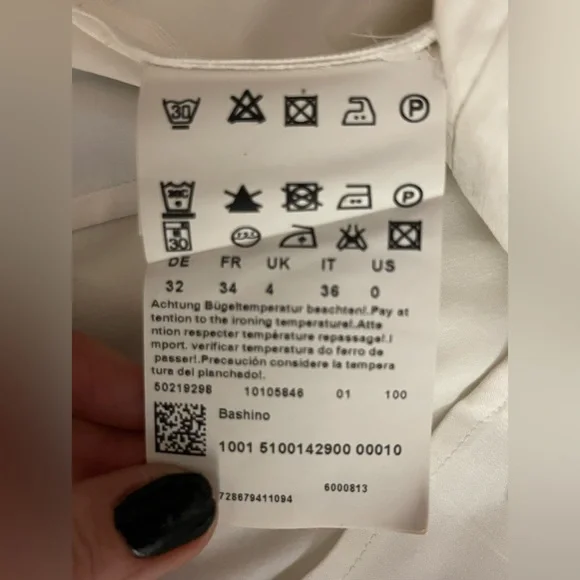 30 P
P
30
DE FR UK IT US
32 34 4 36 0
Achtung Bügeltemperatur beachten!.Pay at
tention to the ironing temperature!.Atte
ntion respecter température repassage!.I
mport. verificar temperatura do ferro de
passer!.Precaución considere la tempera
tura del planchado!.
50219298 10105846 01 100
Bashino
1001 5100142900 00010
6000813
728679411094